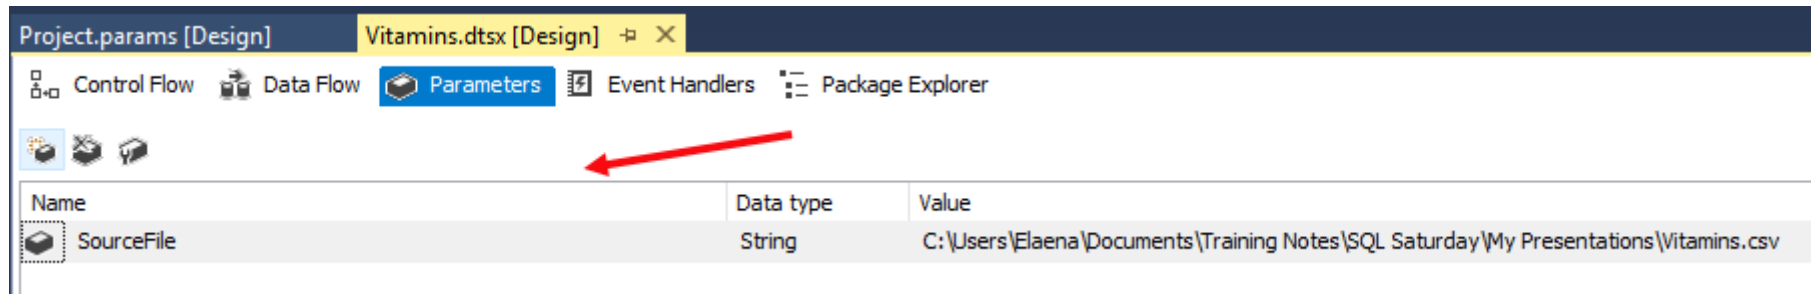 Project.params [Design] Vitamins.dtsx [Design]
Control Flow Data Flow Parameters Event Handlers Package Explorer
Name Data type Value
SourceFile String C:\Users\Elaena\Documents\Training Notes\SQL Saturday\My Presentations\Vitamins.csv